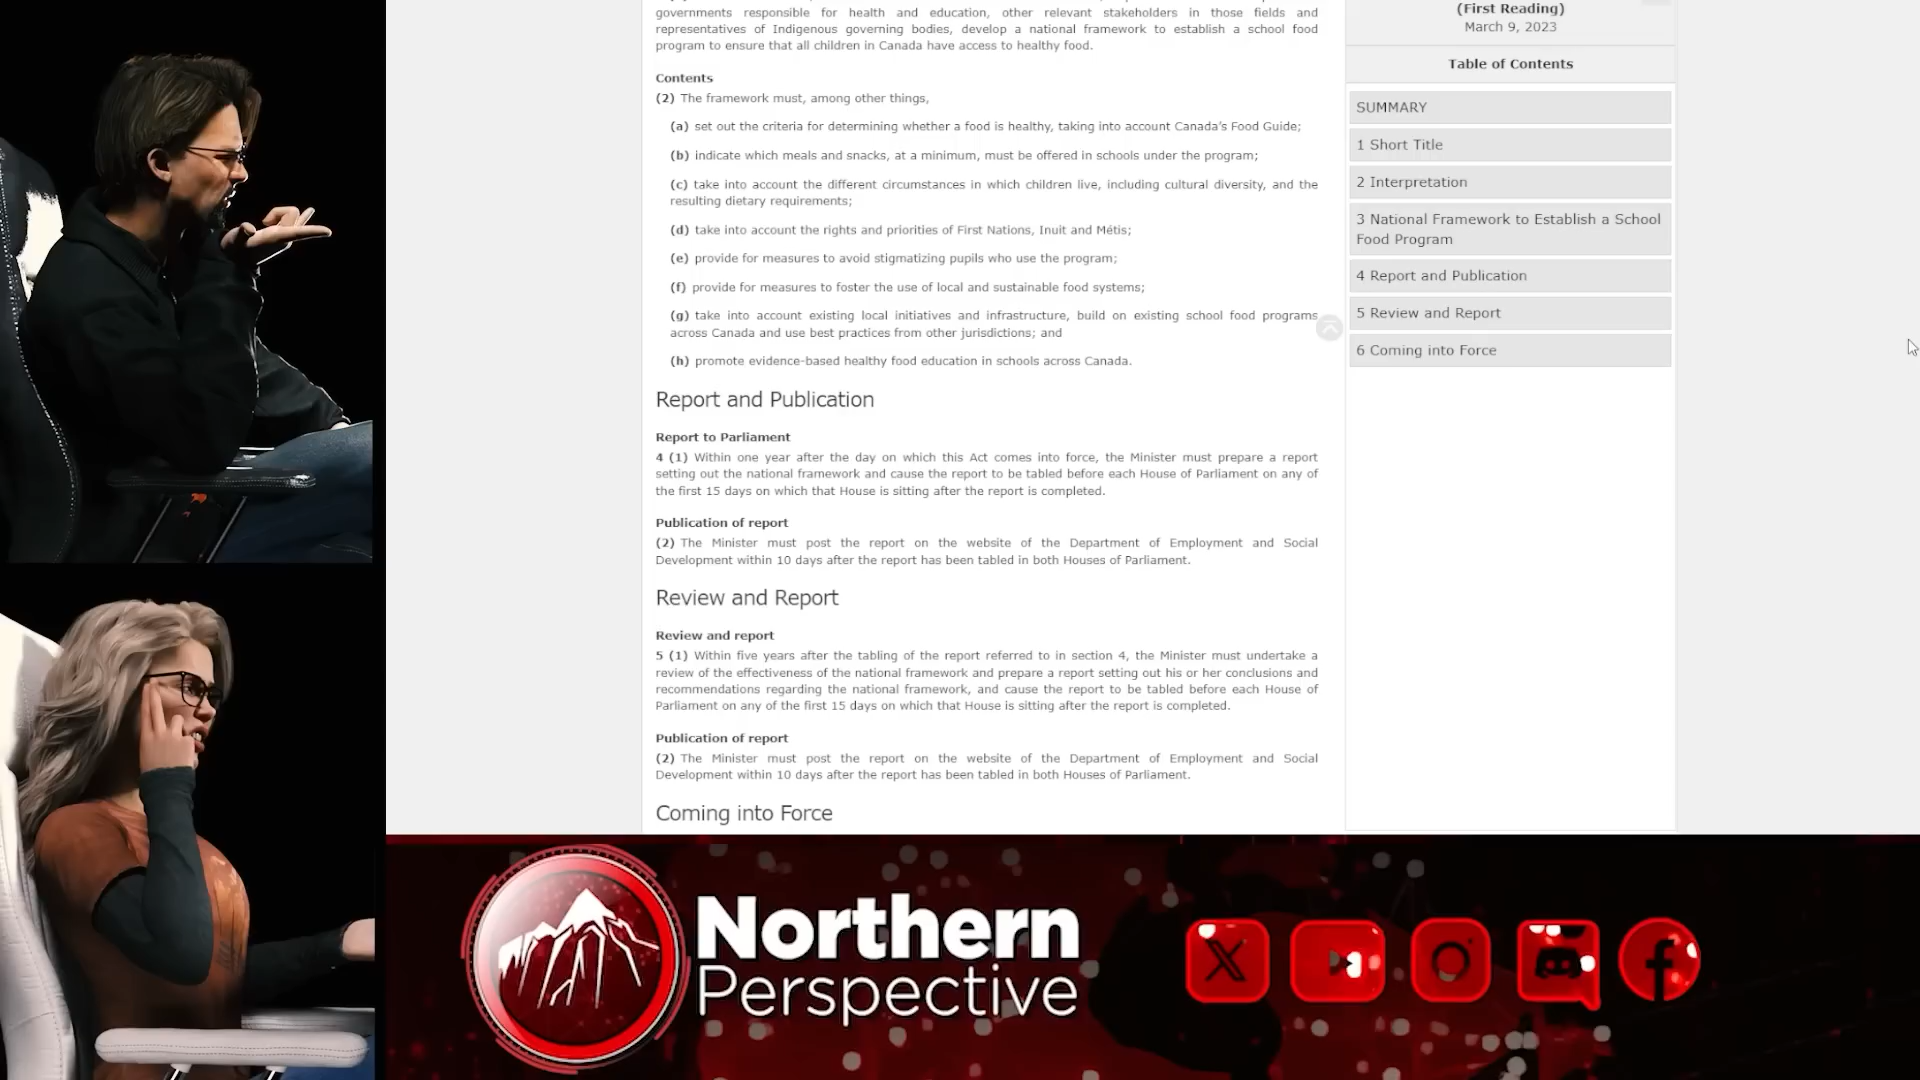 governments responsible for health and education, other relevant stakeholders in those fields and
representatives of Indigenous governing bodies, develop a national framework to establish a school food
program to ensure that all children in Canada have access to healthy food.
Contents
(2) The framework must, among other things,
(a) set out the criteria for determining whether a food is healthy, taking into account Canada's Food Guide;
(b) indicate which meals and snacks, at a minimum, must be offered in schools under the program;
(c) take into account the different circumstances in which children live, including cultural diversity, and the
resulting dietary requirements;
(d) take into account the rights and priorities of First Nations, Inuit and Métis;
(e) provide for measures to avoid stigmatizing pupils who use the program;
(f) provide for measures to foster the use of local and sustainable food systems;
(g) take into account existing local initiatives and infrastructure, build on existing school food programs
across Canada and use best practices from other jurisdictions; and
(h) promote evidence-based healthy food education in schools across Canada.
Report and Publication
Report to Parliament
4 (1) Within one year after the day on which this Act comes into force, the Minister must prepare a report
setting out the national framework and cause the report to be tabled before each House of Parliament on any of
the first 15 days on which that House is sitting after the report is completed.
Publication of report
(2) The Minister must post the report on the website of the Department of Employment and Social
Development within 10 days after the report has been tabled in both Houses of Parliament.
Review and Report
Review and report
5 (1) Within five years after the tabling of the report referred to in section 4, the Minister must undertake a
review of the effectiveness of the national framework and prepare a report setting out his or her conclusions and
recommendations regarding the national framework, and cause the report to be tabled before each House of
Parliament on any of the first 15 days on which that House is sitting after the report is completed.
Publication of report
(2) The Minister must post the report on the website of the Department of Employment and Social
Development within 10 days after the report has been tabled in both Houses of Parliament.
Coming into Force
(First Reading)
March 9, 2023
Table of Contents
SUMMARY
1 Short Title
2 Interpretation
3 National Framework to Establish a School
Food Program
4 Report and Publication
5 Review and Report
6 Coming into Force
Northern
Perspective